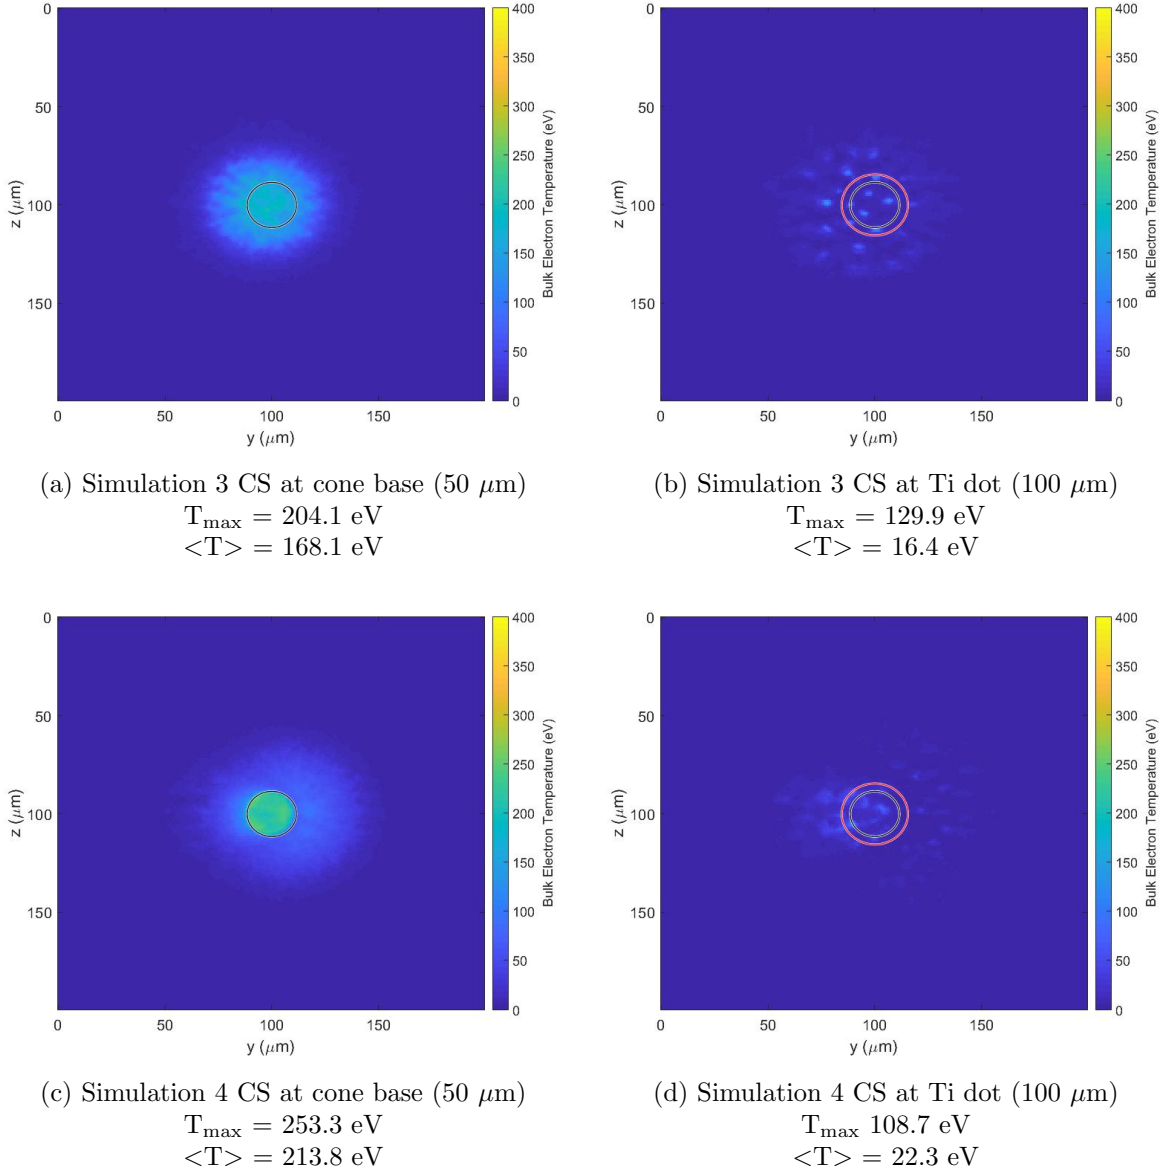 0
50
100
150
z (μm)
0
50
100
150
y (μm)
400
350
300
250
200
150
100
50
0
Bulk Electron Temperature (eV)
0
50
100
150
z (μm)
0
50
100
150
y (μm)
400
350
300
250
200
150
100
50
0
Bulk Electron Temperature (eV)
(a) Simulation 3 CS at cone base (50 μm)
Tmax = 204.1 eV
<T> = 168.1 eV
(b) Simulation 3 CS at Ti dot (100 μm)
Tmax = 129.9 eV
<T> = 16.4 eV
0
50
100
150
z (μm)
0
50
100
150
y (μm)
400
350
300
250
200
150
100
50
0
Bulk Electron Temperature (eV)
0
50
100
150
z (μm)
0
50
100
150
y (μm)
400
350
300
250
200
150
100
50
0
Bulk Electron Temperature (eV)
(c) Simulation 4 CS at cone base (50 μm)
Tmax = 253.3 eV
<T> = 213.8 eV
(d) Simulation 4 CS at Ti dot (100 μm)
Tmax 108.7 eV
<T> = 22.3 eV